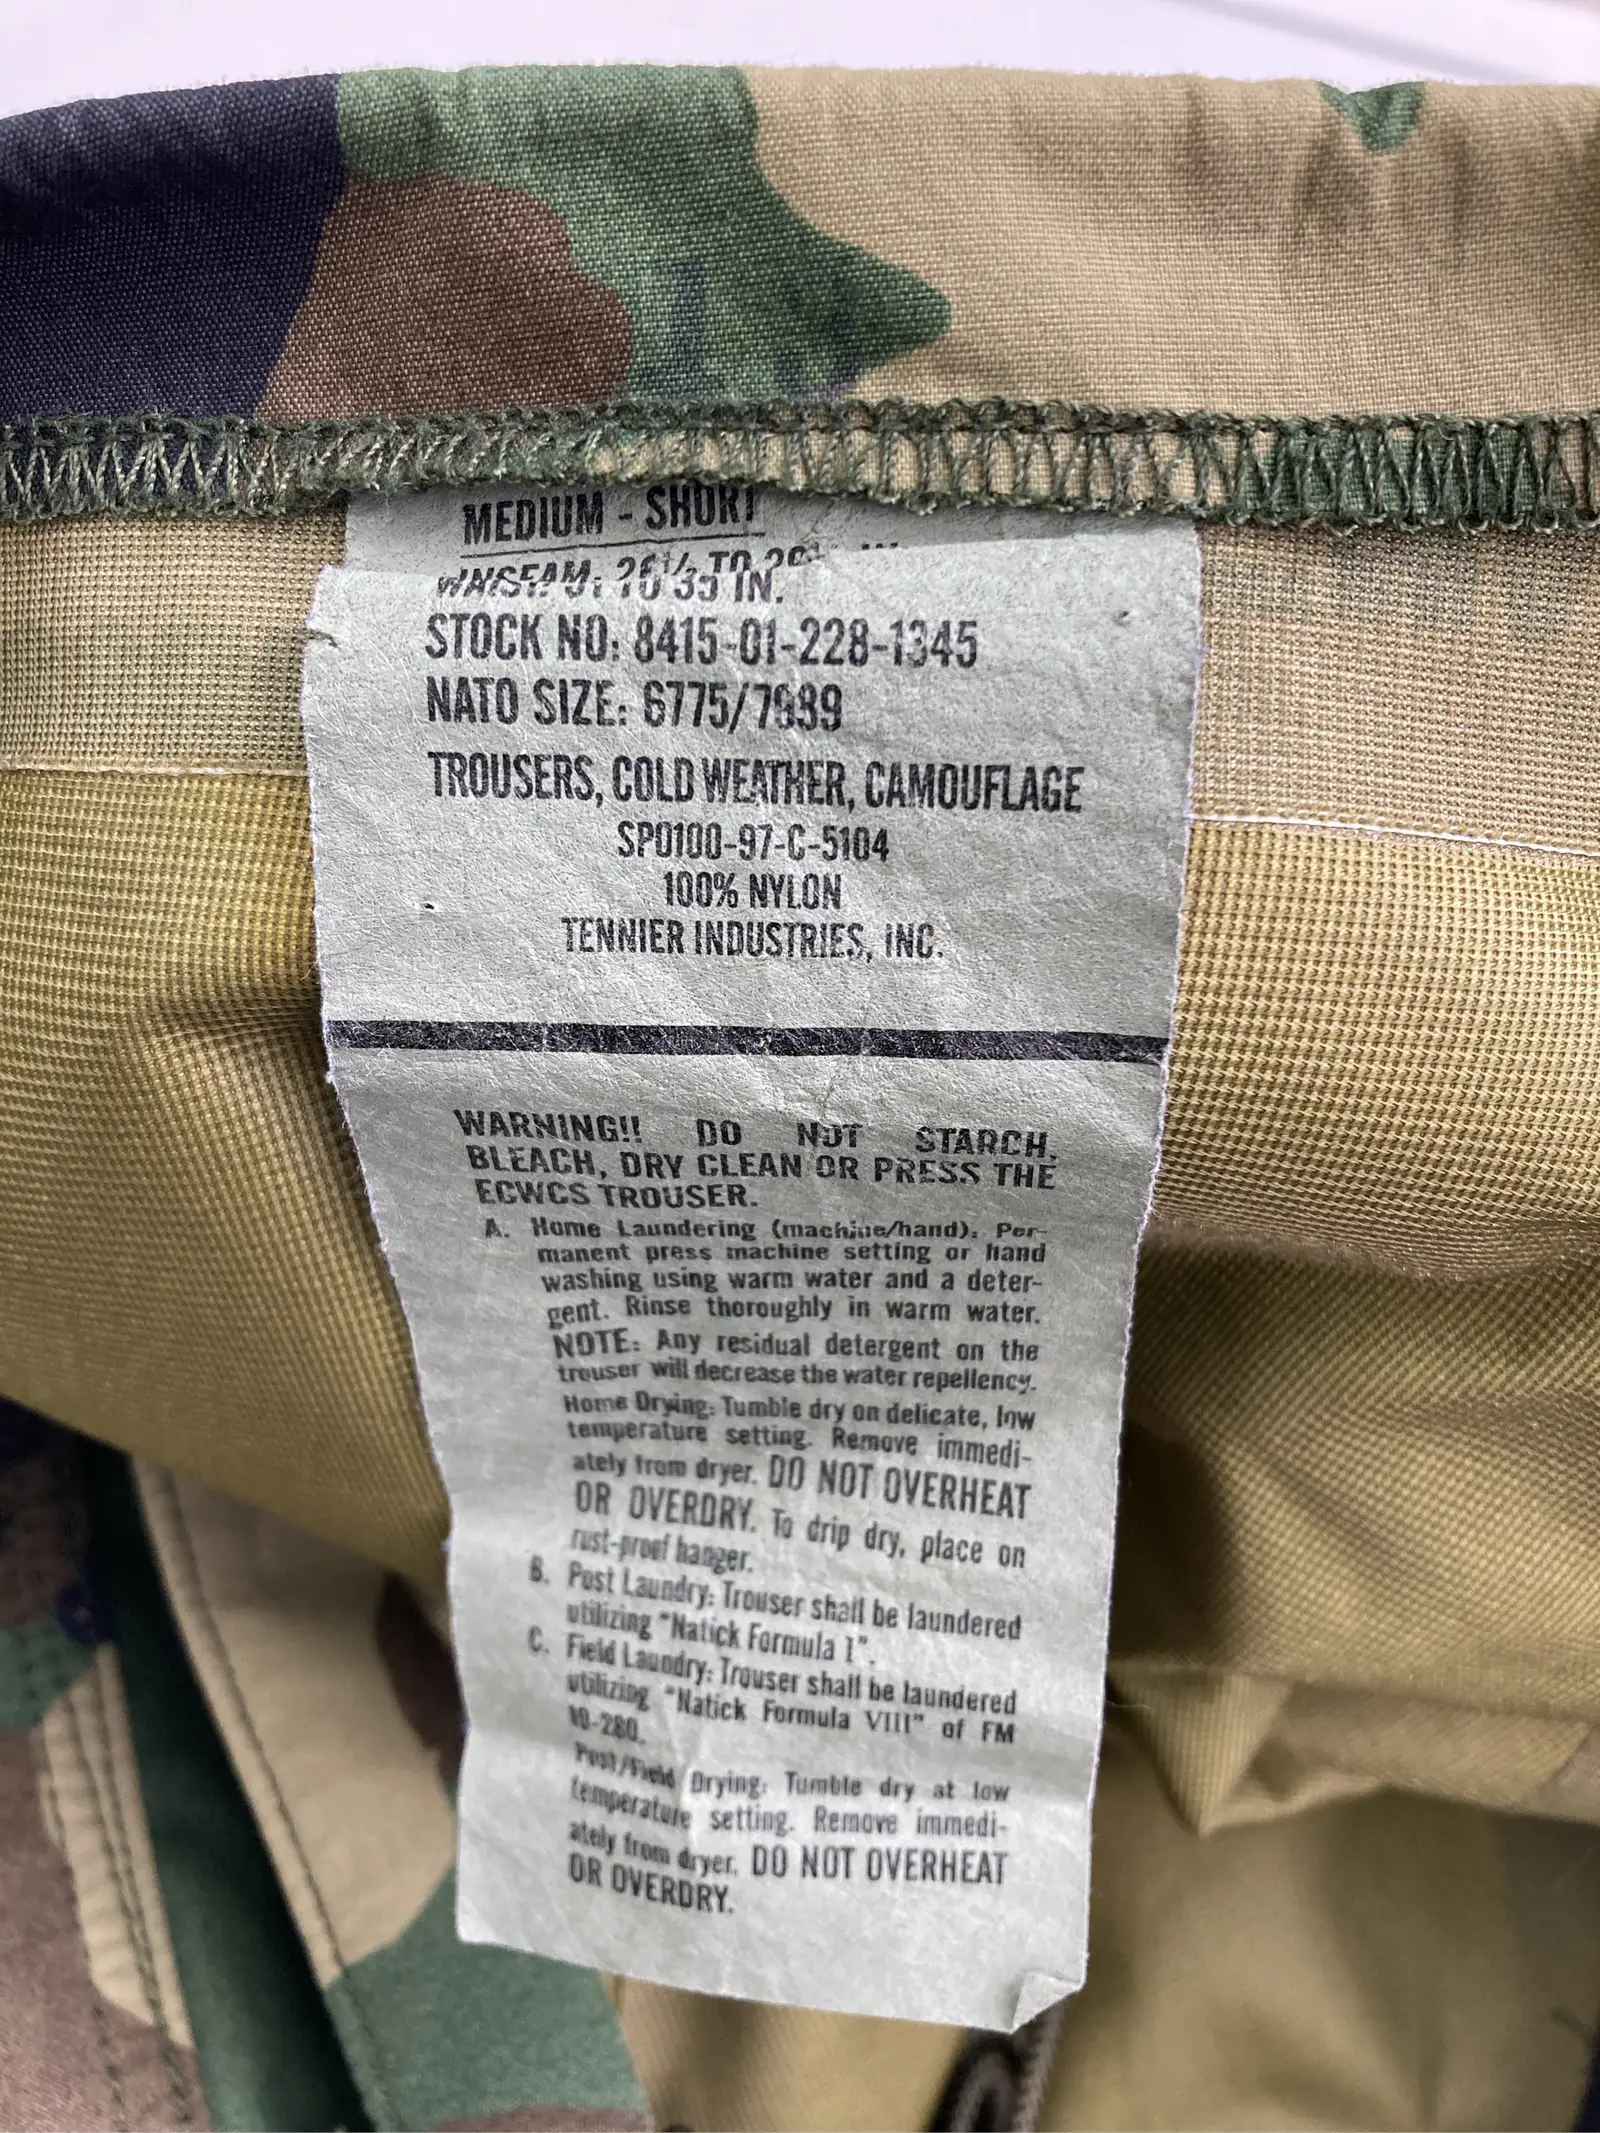 MEDIUM - SHORT
TO 35 IN.
STOCK NO: 8415-01-228-1345
NATO SIZE: 6775/7999
TROUSERS, COLD WEATHER, CAMOUFLAGE
SPO100-97-C-5104
100% NYLON
TENNIER INDUSTRIES, INC.
WARNING!! DO NOT STARCH,
BLEACH, DRY CLEAN OR PRESS THE
ECWCS TROUSER.
A. Home Laundering (machine/hand): Per-
manent press machine setting or hand
washing using warm water and a deter-
gent. Rinse thoroughly in warm water.
NOTE: Any residual detergent on the
trouser will decrease the water repellency.
Home Drying: Tumble dry on delicate, low
temperature setting. Remove immedi-
ately from dryer. DO NOT OVERHEAT
OR OVERDRY. To drip dry, place on
rust-proof hanger.
B. Post Laundry: Trouser shall be laundered
utilizing "Natick Formula I".
C. Field Laundry: Trouser shall be laundered
utilizing "Natick Formula VIII" of FM
10-280.
Post/Field Drying: Tumble dry at low
temperature setting. Remove immedi-
ately from dryer. DO NOT OVERHEAT
OR OVERDRY.